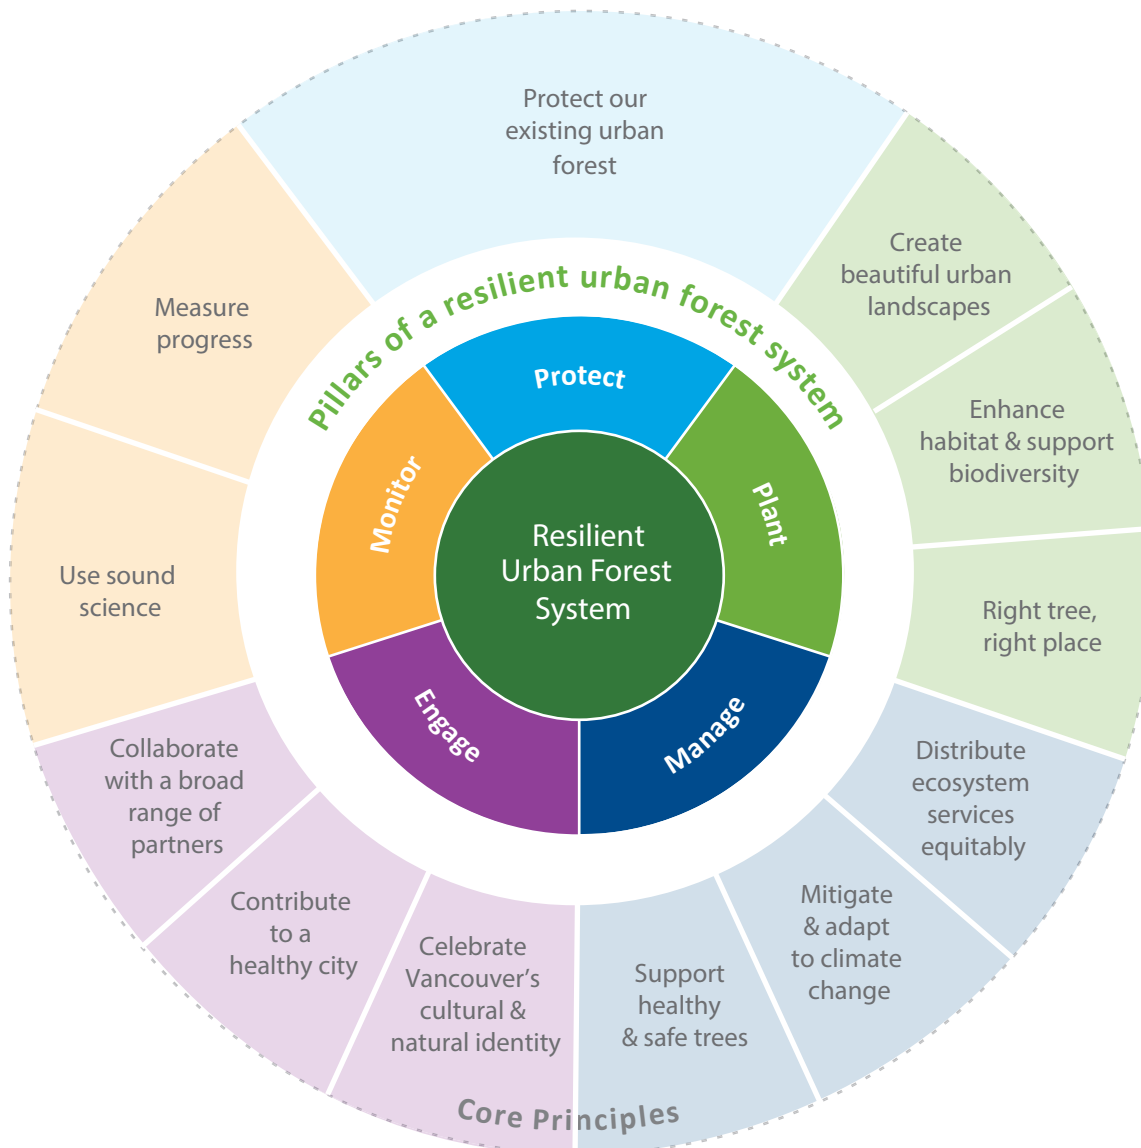 Protect our
existing urban
forest
Create
beautiful urban
landscapes
Enhance
habitat & support
biodiversity
Right tree,
right place
Distribute
ecosystem
services
equitably
Mitigate
& adapt
to climate
change
Support
healthy
& safe trees
Celebrate
Vancouver’s
cultural &
natural identity
Contribute
to a
healthy city
Collaborate
with a broad
range of
partners
Use sound
science
Measure
progress
Pillars of a resilient urban forest system
Protect
Plant
Manage
Engage
Monitor
Resilient
Urban Forest
System
Core Principles